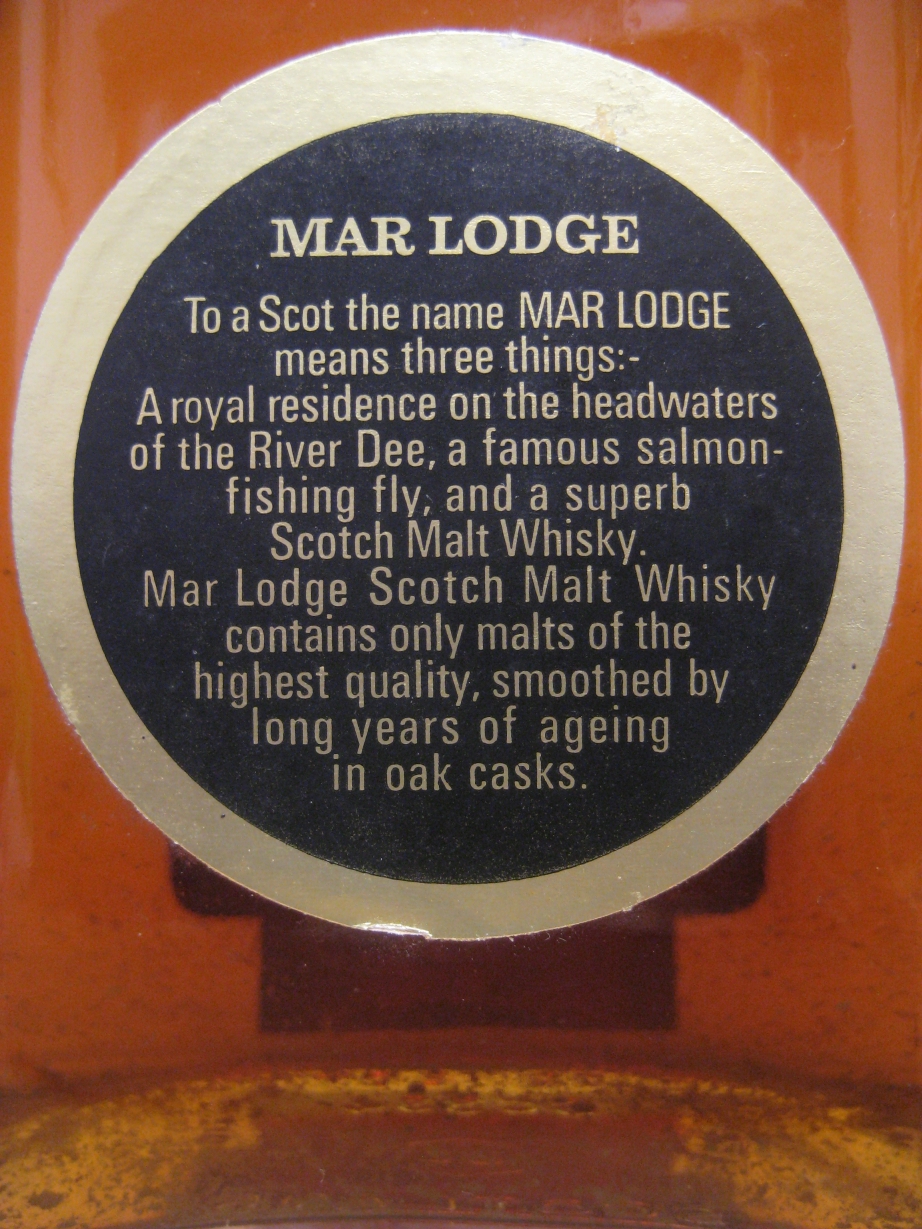 MAR LODGE
To a Scot the name MAR LODGE
means three things:-
A royal residence on the headwaters
of the River Dee, a famous salmon-
fishing fly, and a superb
Scotch Malt Whisky.
Mar Lodge Scotch Malt Whisky
contains only malts of the
highest quality, smoothed by
long years of ageing
in oak casks.